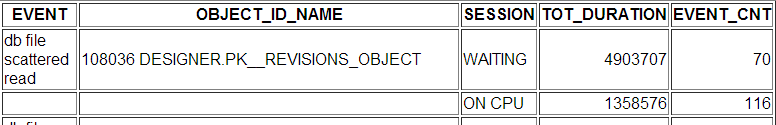 EVENT OBJECT_ID_NAME SESSION TOT_DURATION EVENT_CNT
db file scattered read 108036 DESIGNER.PK__REVISIONS_OBJECT WAITING 4903707 70
ON CPU 1358576 116